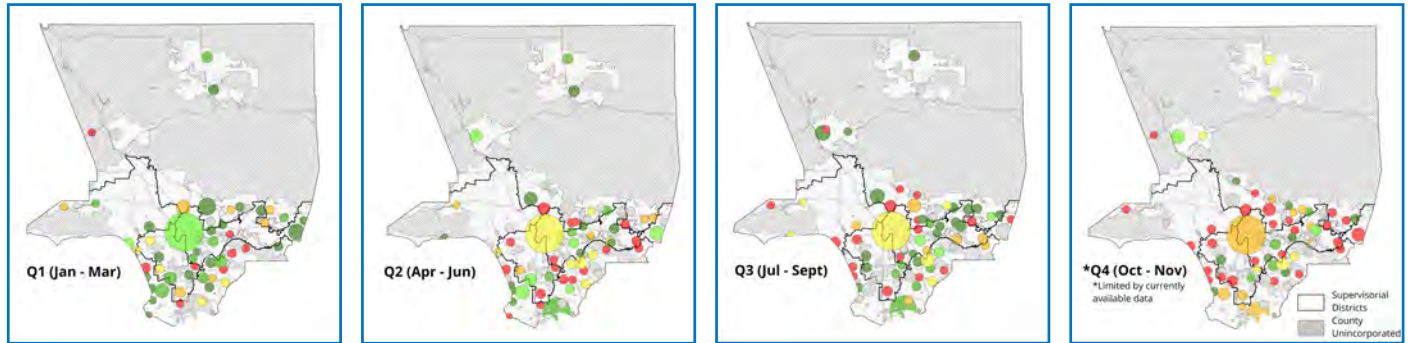 Q1 (Jan - Mar)
Q2 (Apr - Jun)
Q3 (Jul - Sept)
*Q4 (Oct - Nov)
*Limited by currently
available data
Supervisorial
Districts
County
Unincorporated